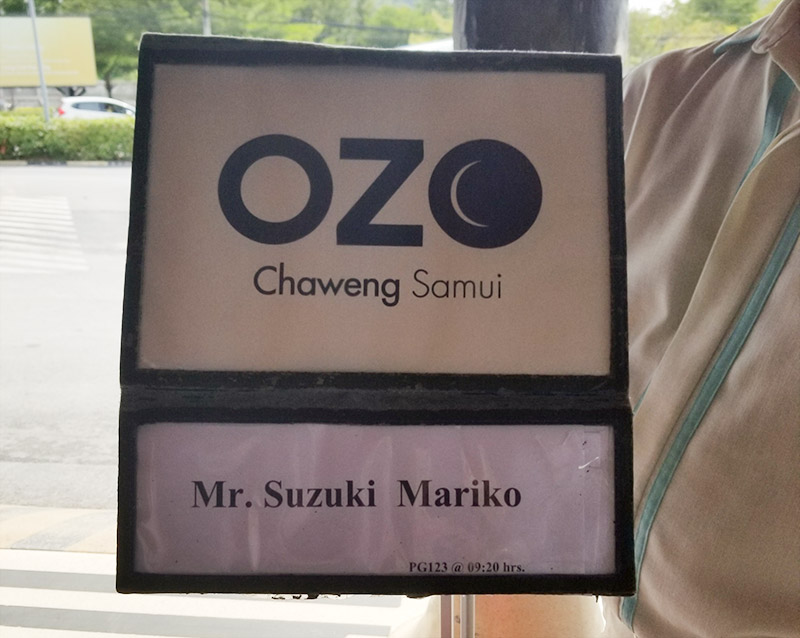 OZO
Chaweng Samui
Mr. Suzuki Mariko
PG123 @ 09:20 hrs.